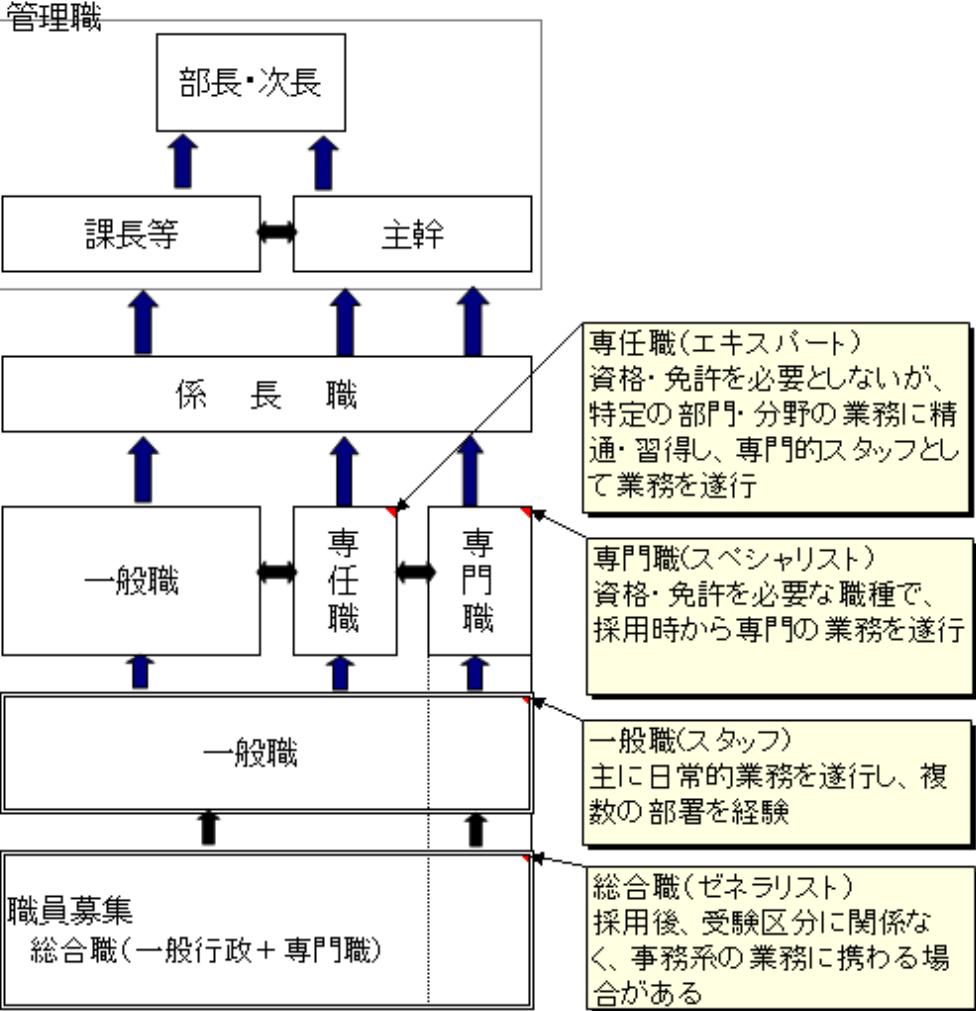 管理職
部長・次長
課長等
主幹
係長職
専任職(エキスパート)
資格・免許を必要としないが、
特定の部門・分野の業務に精
通・習得し、専門的スタッフとし
て業務を遂行
一般職
専任職
専門職
専門職(スペシャリスト)
資格・免許を必要な職種で、
採用時から専門の業務を遂行
一般職
一般職(スタッフ)
主に日常的業務を遂行し、複
数の部署を経験
職員募集
総合職(一般行政+専門職)
総合職(ゼネラリスト)
採用後、受験区分に関係な
く、事務系の業務に携わる場
合がある